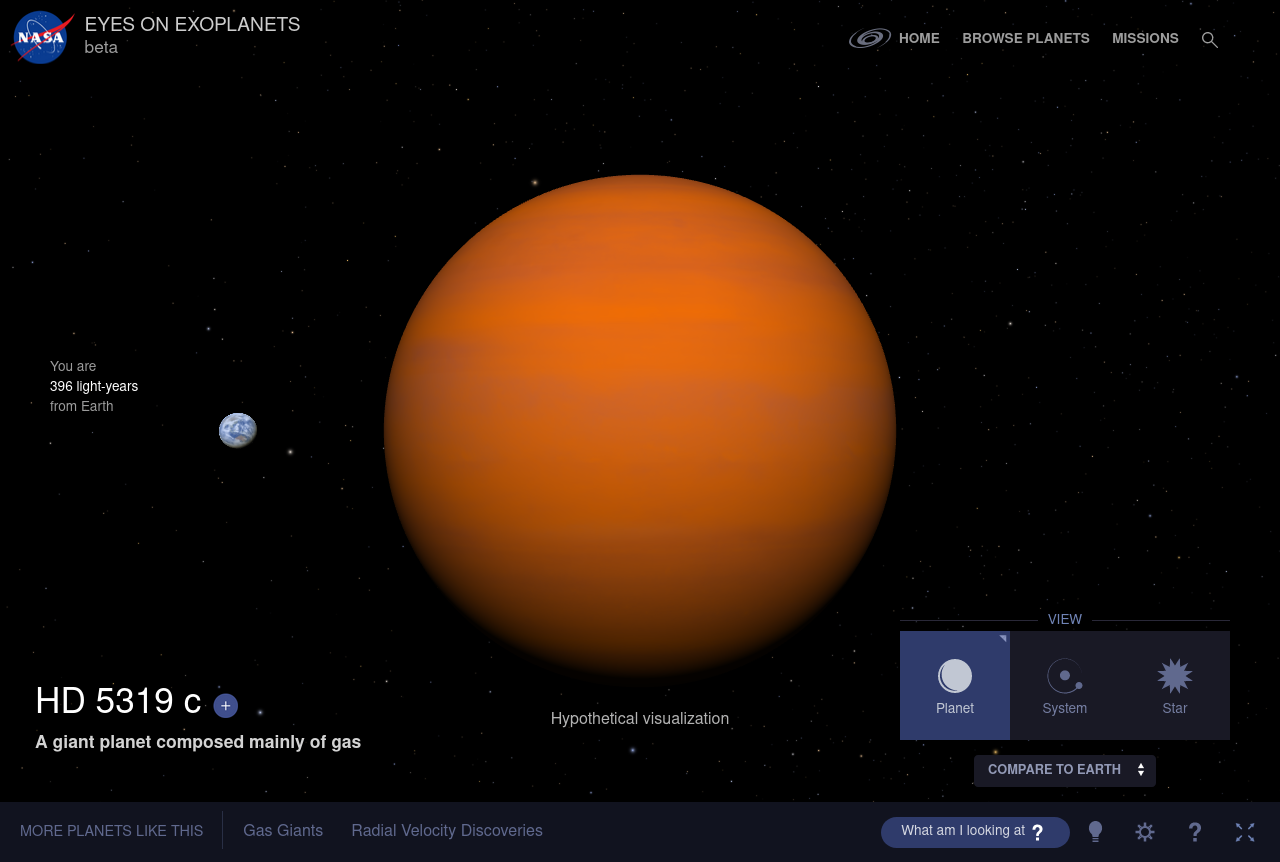 NASA
EYES ON EXOPLANETS
beta
HOME
BROWSE PLANETS
MISSIONS
You are
396 light-years
from Earth
VIEW
Planet
System
Star
HD 5319 c +
A giant planet composed mainly of gas
Hypothetical visualization
COMPARE TO EARTH
MORE PLANETS LIKE THIS
Gas Giants
Radial Velocity Discoveries
What am I looking at ?
?